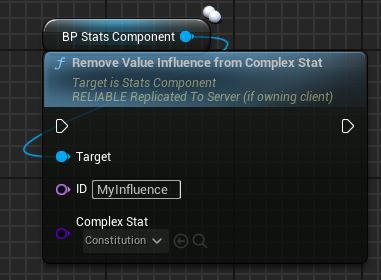 BP Stats Component
f Remove Value Influence from Complex Stat
Target is Stats Component
RELIABLE Replicated To Server (if owning client)
Target
ID MyInfluence
Complex Stat
Constitution